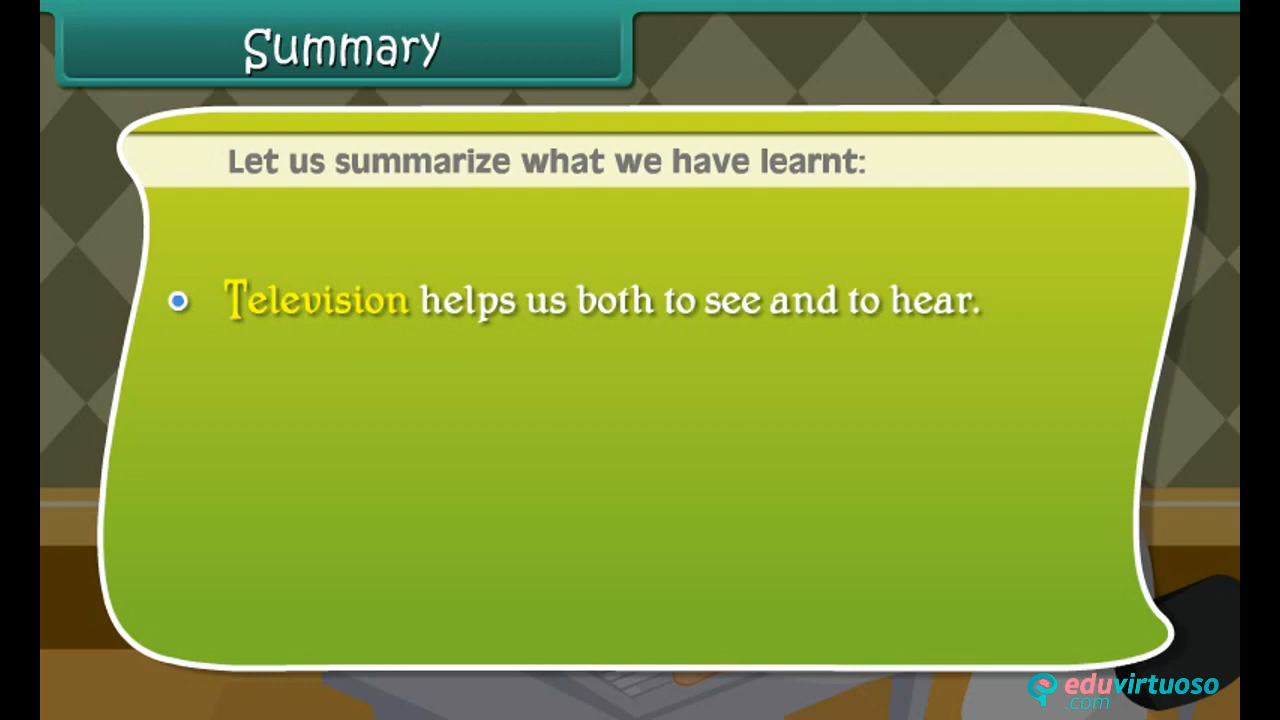 Summary
Let us summarize what we have learnt:
Television helps us both to see and to hear.
eduvirtuoso
.com